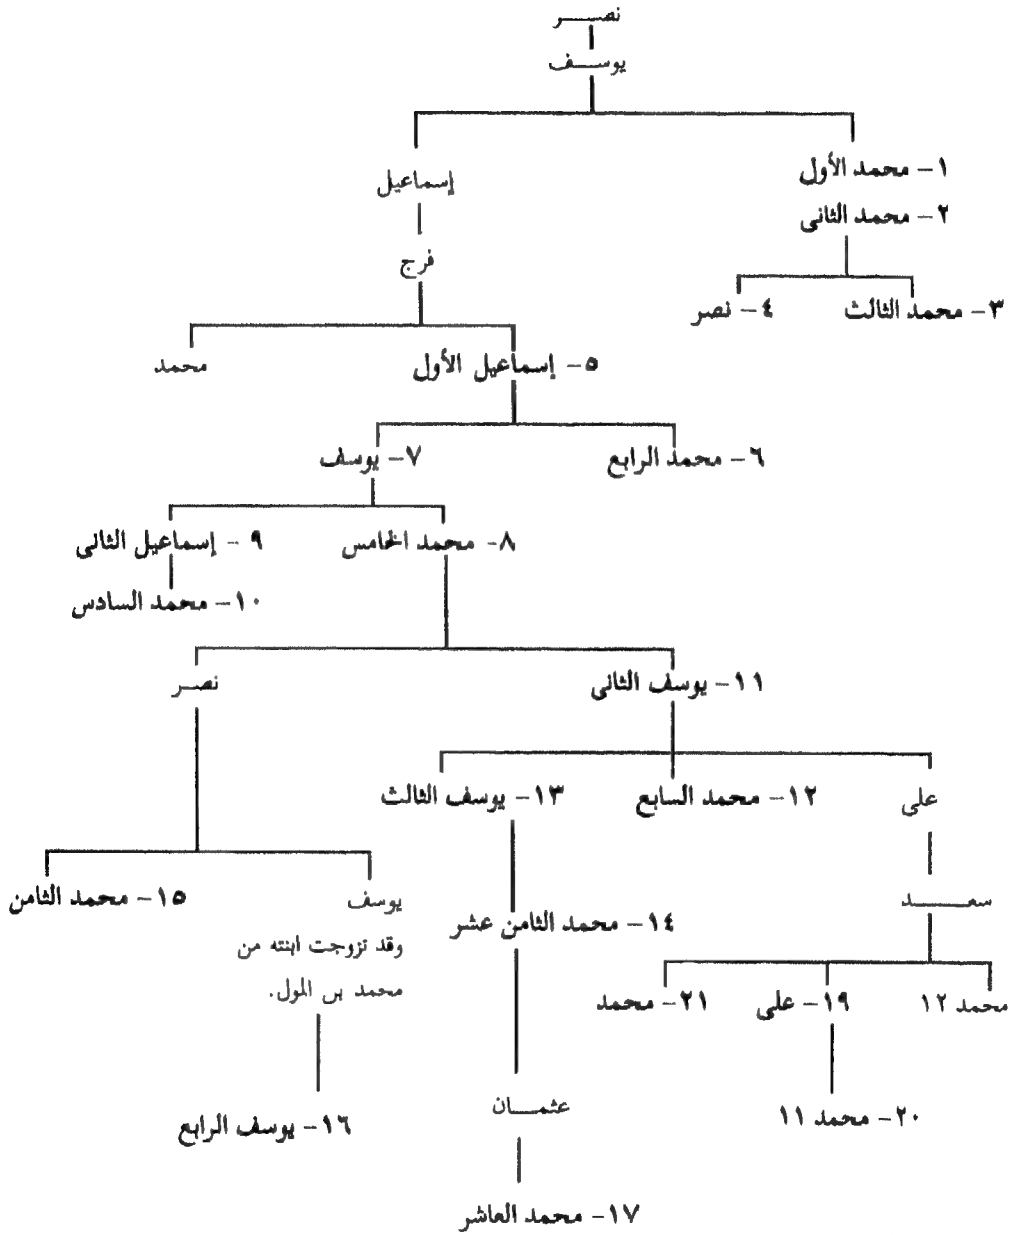 نصر
يوسف
١- محمد الأول
إسماعيل
٢- محمد الثانى
فرج
٣- محمد الثالث
٤- نصر
٥- إسماعيل الأول
محمد
٦- محمد الرابع
٧- يوسف
٨- محمد الخامس
٩- إسماعيل الثانى
١٠- محمد السادس
١١- يوسف الثانى
نصر
على
١٢- محمد السابع
١٣- يوسف الثالث
سعد
١٤- محمد الثامن عشر
يوسف
١٥- محمد الثامن
وقد تزوجت ابنته من
محمد بن المول.
محمد ١٢
١٩- على
٢١- محمد
عثمان
٢٠- محمد ١١
١٦- يوسف الرابع
١٧- محمد العاشر